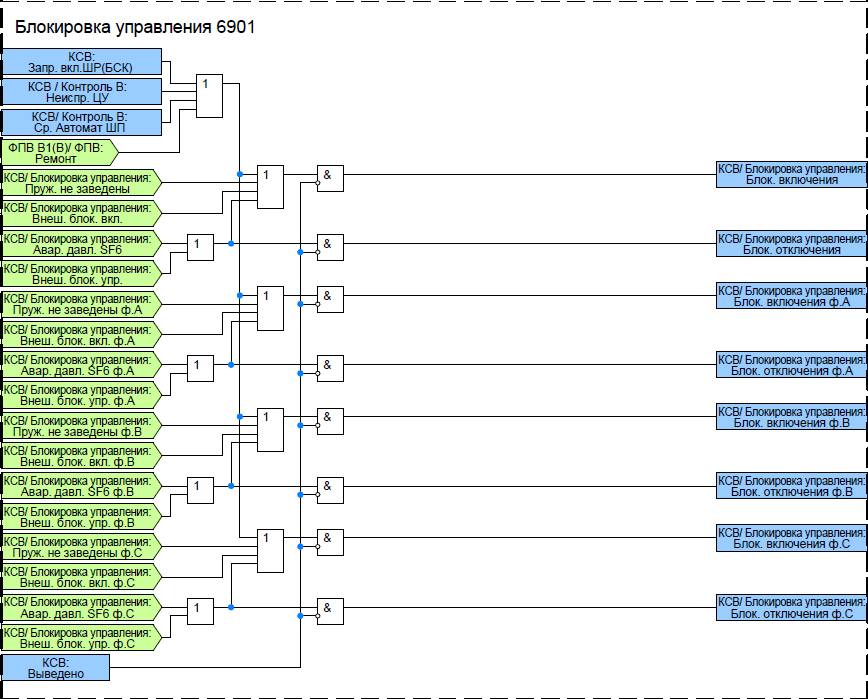 Блокировка управления 6901
КСВ:
Запр. вкл.ШР(БСК)
КСВ / Контроль В:
Неиспр. ЦУ
КСВ/ Контроль В:
Ср. Автомат ШП
1
ФПВ В1(В)/ ФПВ:
Ремонт
КСВ/ Блокировка управления:
Пруж. не заведены
1
&
КСВ/ Блокировка управления:
Блок. включения
КСВ/ Блокировка управления:
Внеш. блок. вкл.
КСВ/ Блокировка управления:
Авар. давл. SF6
1
&
КСВ/ Блокировка управления:
Блок. отключения
КСВ/ Блокировка управления:
Внеш. блок. упр.
КСВ/ Блокировка управления:
Пруж. не заведены ф.А
1
&
КСВ/ Блокировка управления:
Блок. включения ф.А
КСВ/ Блокировка управления:
Внеш. блок. вкл. ф.А
КСВ/ Блокировка управления:
Авар. давл. SF6 ф.А
1
&
КСВ/ Блокировка управления:
Блок. отключения ф.А
КСВ/ Блокировка управления:
Внеш. блок. упр. ф.А
КСВ/ Блокировка управления:
Пруж. не заведены ф.В
1
&
КСВ/ Блокировка управления:
Блок. включения ф.В
КСВ/ Блокировка управления:
Внеш. блок. вкл. ф.В
КСВ/ Блокировка управления:
Авар. давл. SF6 ф.В
1
&
КСВ/ Блокировка управления:
Блок. отключения ф.В
КСВ/ Блокировка управления:
Внеш. блок. упр. ф.В
КСВ/ Блокировка управления:
Пруж. не заведены ф.С
1
&
КСВ/ Блокировка управления:
Блок. включения ф.С
КСВ/ Блокировка управления:
Внеш. блок. вкл. ф.С
КСВ/ Блокировка управления:
Авар. давл. SF6 ф.С
1
&
КСВ/ Блокировка управления:
Блок. отключения ф.С
КСВ/ Блокировка управления:
Внеш. блок. упр. ф.С
КСВ:
Выведено